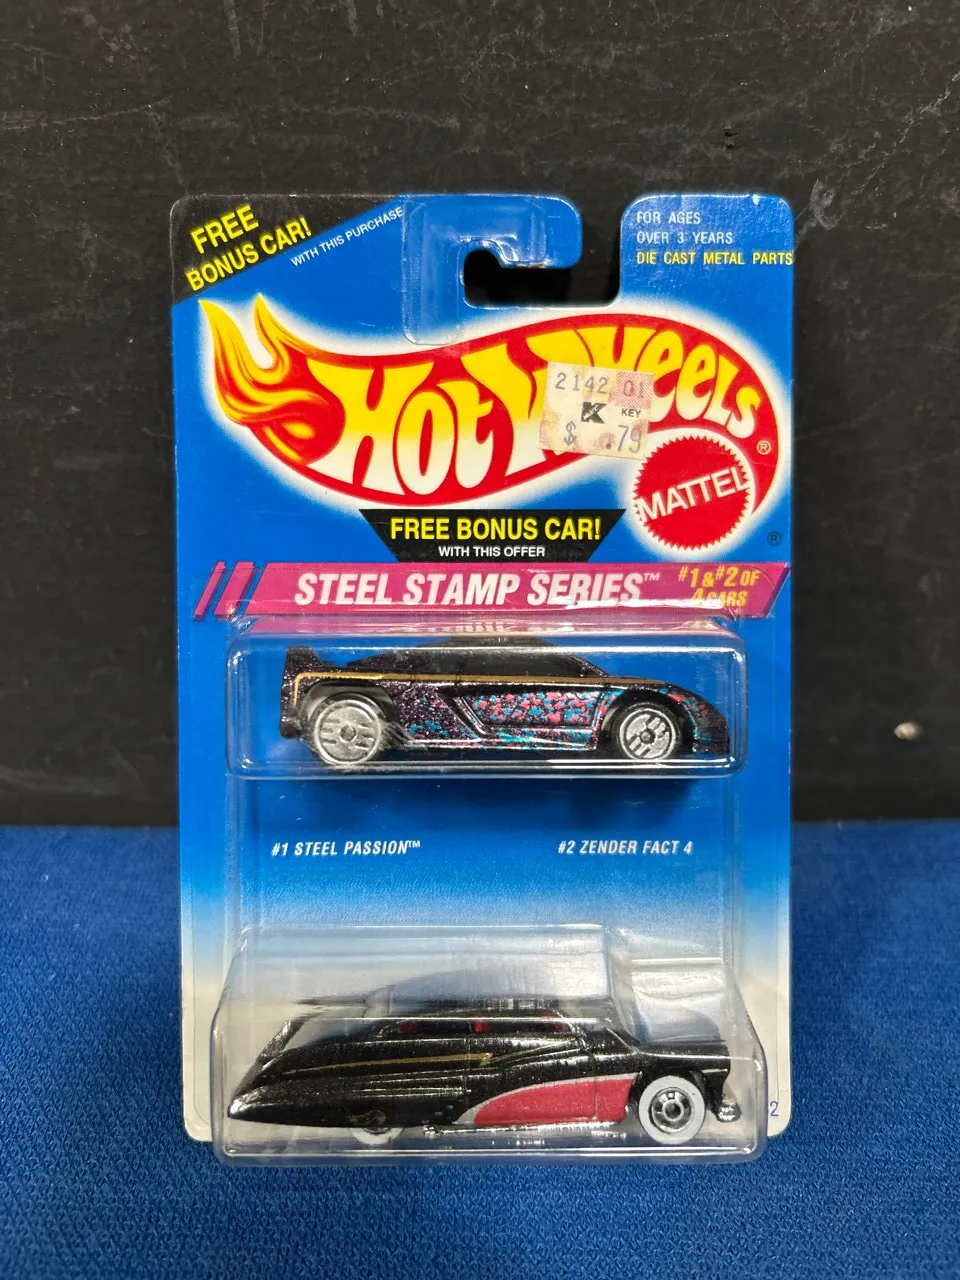 FREE
BONUS CAR!
WITH THIS PURCHASE
FOR AGES
OVER 3 YEARS
DIE CAST METAL PARTS
HOT WHEELS ®
2142 01
K KEY
$ .79
MATTEL
®
FREE BONUS CAR!
WITH THIS OFFER
STEEL STAMP SERIES™
#1 & #2 OF
4 CARS
#1 STEEL PASSION™
#2 ZENDER FACT 4